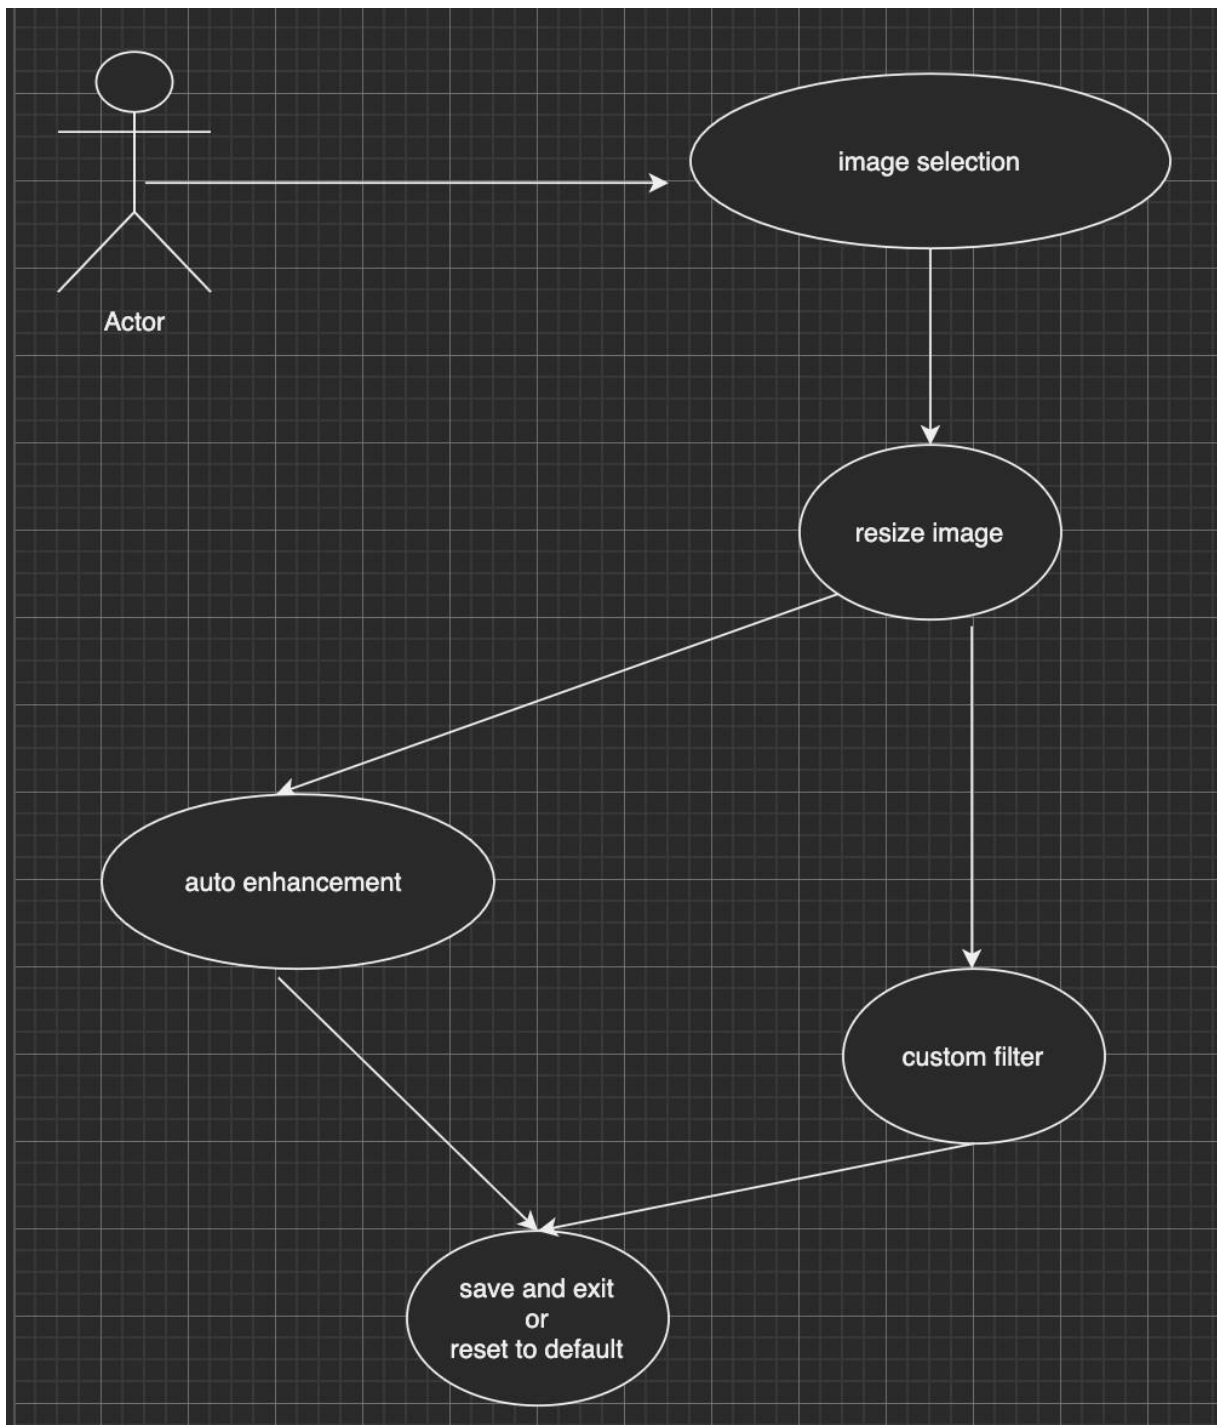 image selection
Actor
resize image
auto enhancement
custom filter
save and exit
or
reset to default